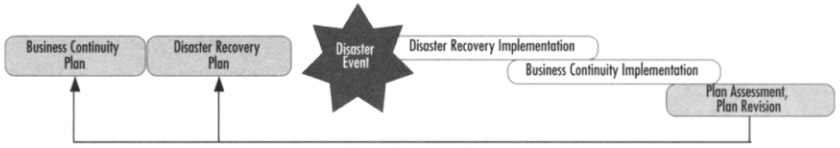 Business Continuity
Plan
Disaster Recovery
Plan
Disaster
Event
Disaster Recovery Implementation
Business Continuity Implementation
Plan Assessment,
Plan Revision